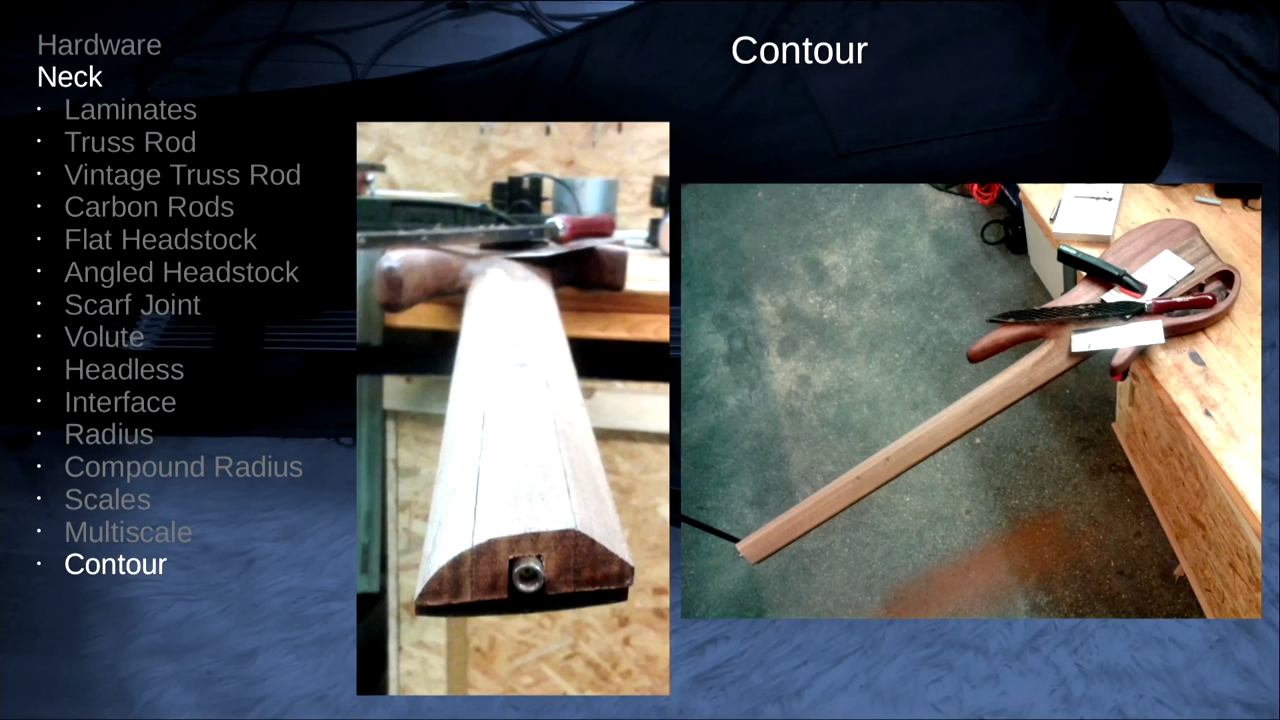 Hardware
Neck
• Laminates
• Truss Rod
• Vintage Truss Rod
• Carbon Rods
• Flat Headstock
• Angled Headstock
• Scarf Joint
• Volute
• Headless
• Interface
• Radius
• Compound Radius
• Scales
• Multiscale
• Contour
Contour